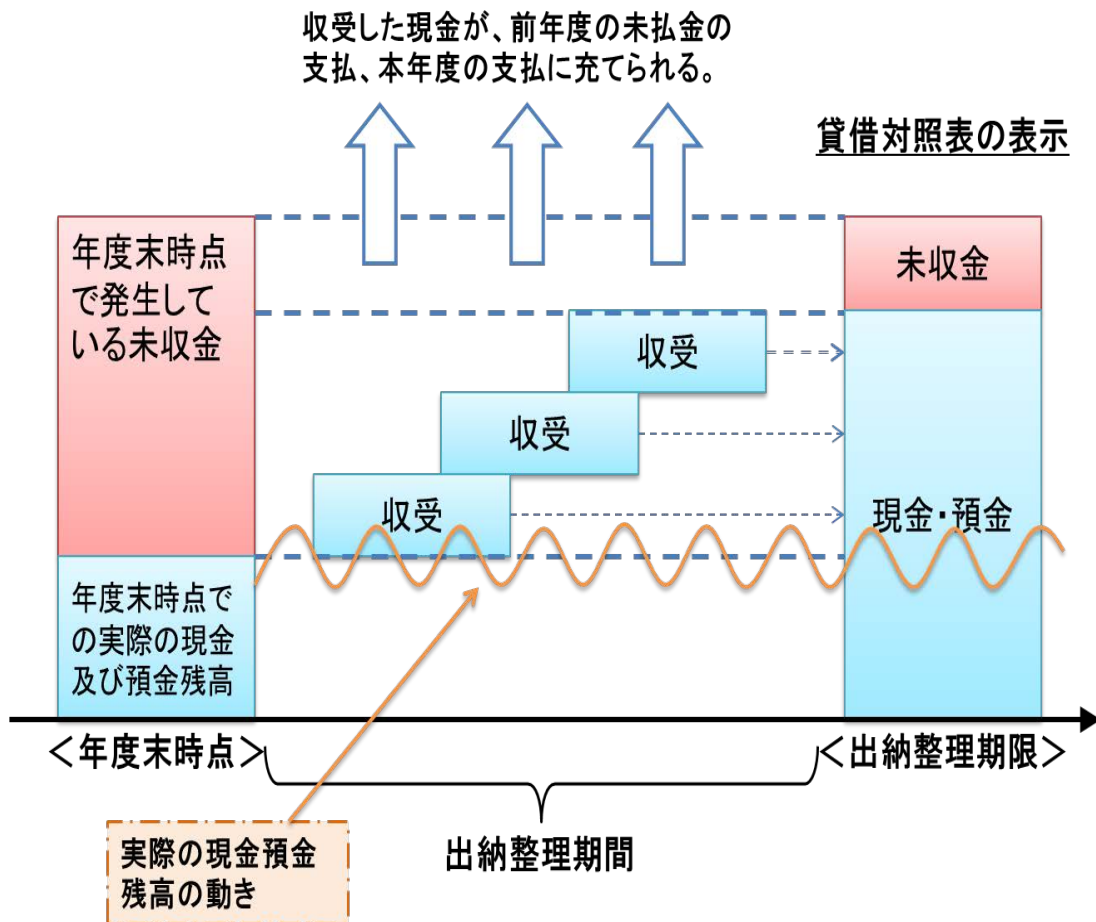 収受した現金が、前年度の未払金の
支払、本年度の支払に充てられる。
貸借対照表の表示
年度末時点
で発生して
いる未収金
未収金
収受
収受
収受
現金・預金
年度末時点で
の実際の現金
及び預金残高
＜年度末時点＞
＜出納整理期限＞
出納整理期間
実際の現金預金
残高の動き